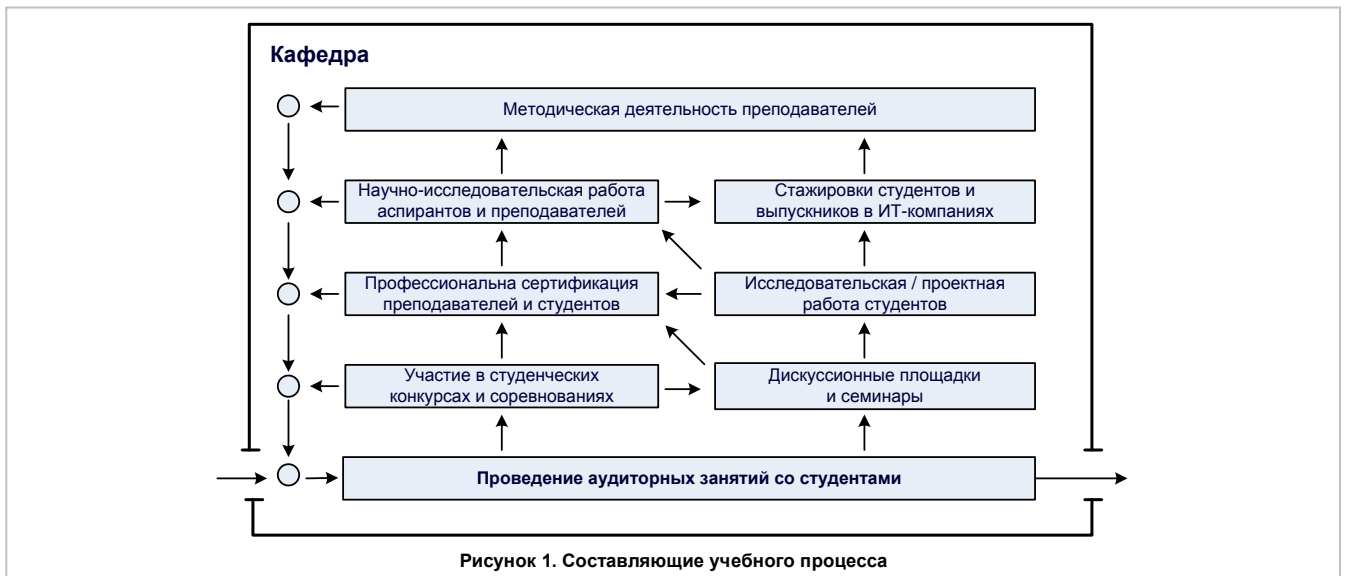 Кафедра
Методическая деятельность преподавателей
Научно-исследовательская работа
аспирантов и преподавателей
Стажировки студентов и
выпускников в ИТ-компаниях
Профессиональна сертификация
преподавателей и студентов
Исследовательская / проектная
работа студентов
Участие в студенческих
конкурсах и соревнованиях
Дискуссионные площадки
и семинары
Проведение аудиторных занятий со студентами
Рисунок 1. Составляющие учебного процесса